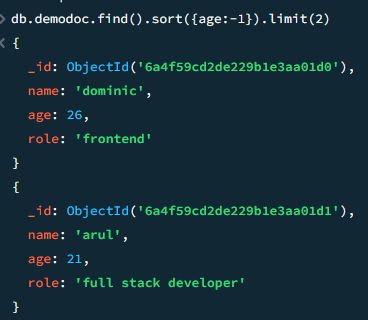 db.demodoc.find().sort({age:-1}).limit(2)
{
_id: ObjectId('6a4f59cd2de229b1e3aa01d0'),
name: 'dominic',
age: 26,
role: 'frontend'
}
{
_id: ObjectId('6a4f59cd2de229b1e3aa01d1'),
name: 'arul',
age: 21,
role: 'full stack developer'
}